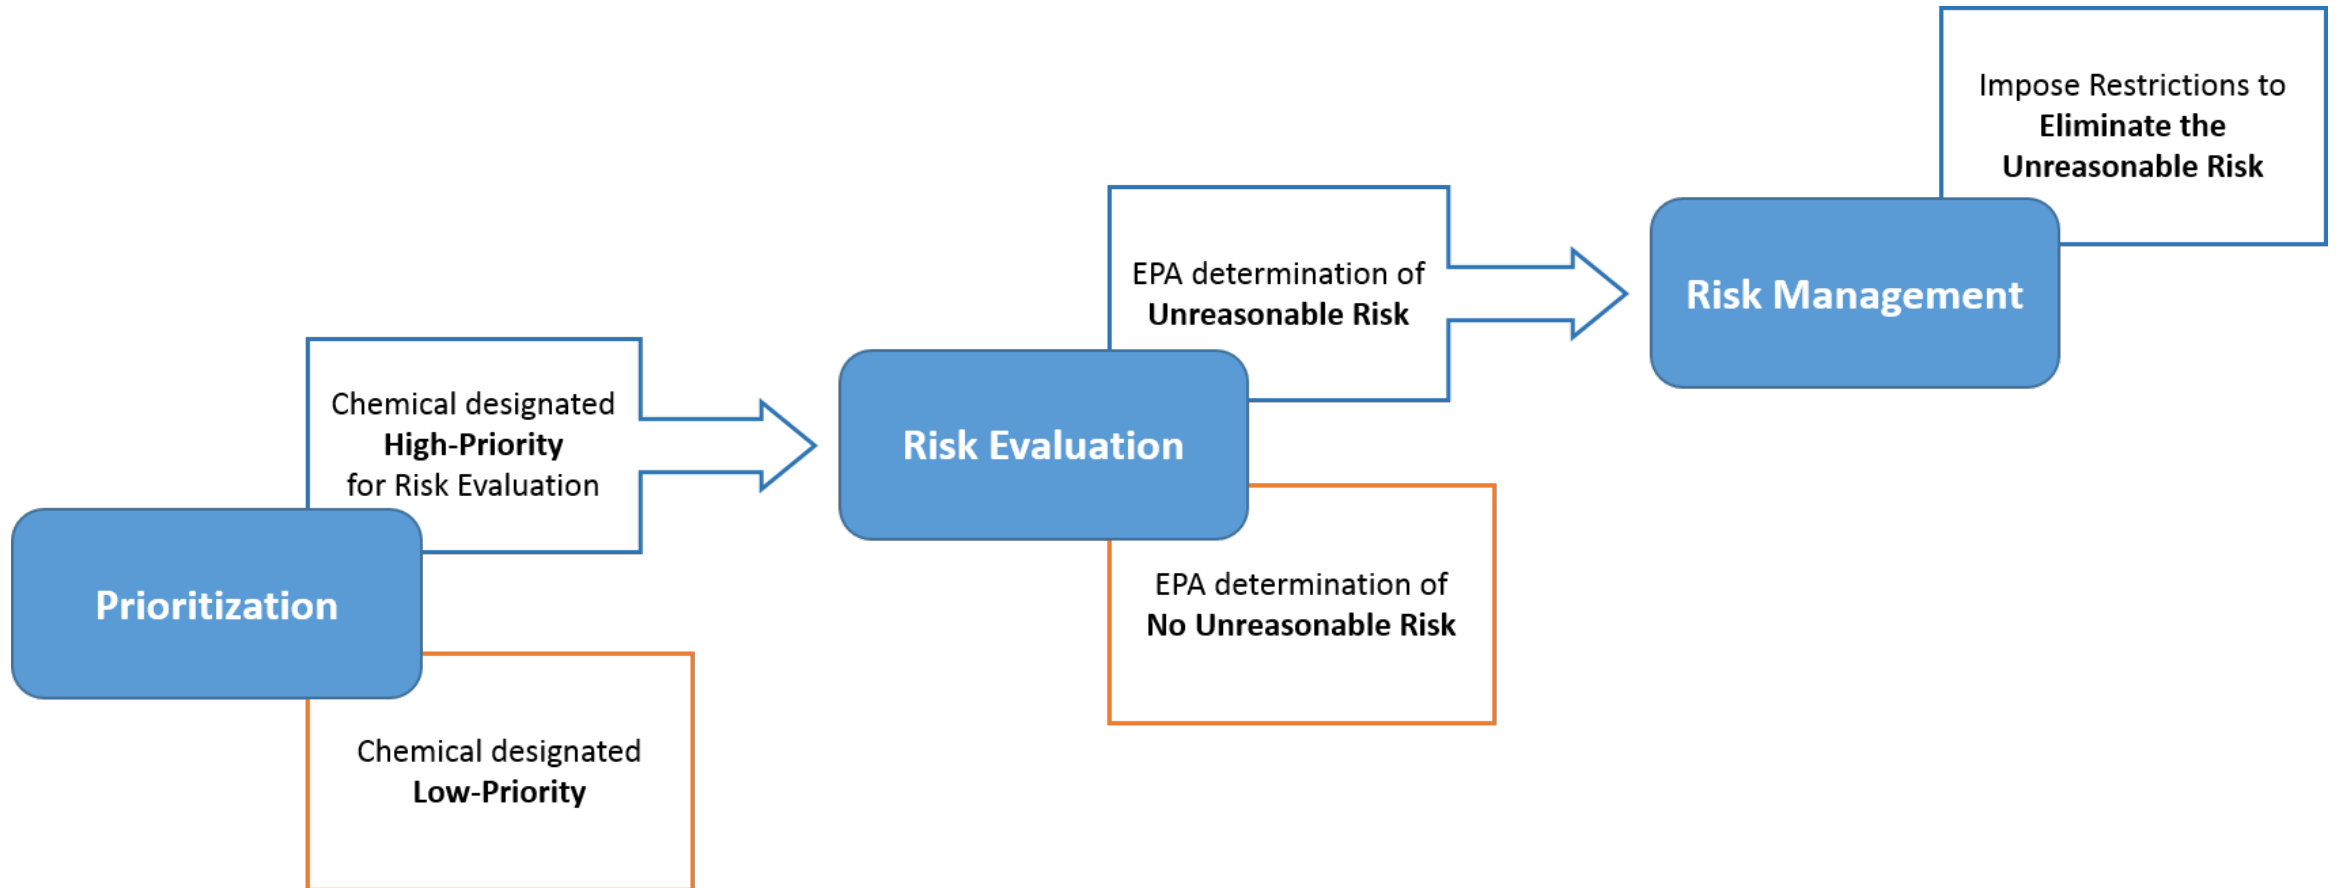 Prioritization
Chemical designated
High-Priority
for Risk Evaluation
Chemical designated
Low-Priority
Risk Evaluation
EPA determination of
Unreasonable Risk
EPA determination of
No Unreasonable Risk
Risk Management
Impose Restrictions to
Eliminate the
Unreasonable Risk